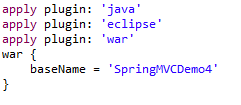 apply plugin: 'java'
apply plugin: 'eclipse'
apply plugin: 'war'
war {
    baseName = 'SpringMVCDemo4'
}